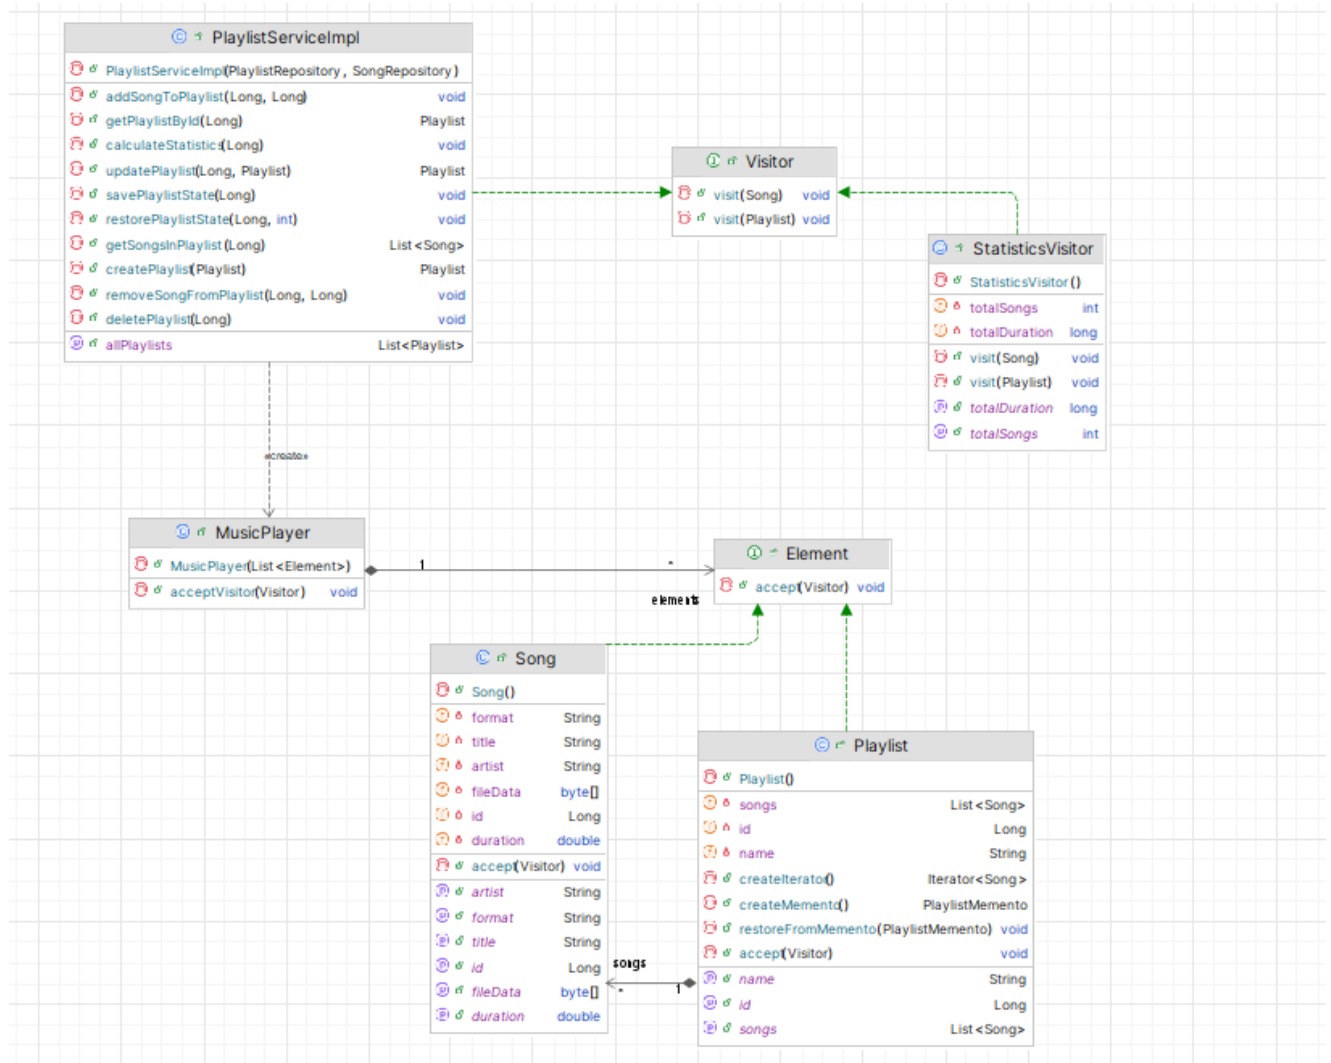 PlaylistServiceImpl
PlaylistServiceImpl(PlaylistRepository, SongRepository)
addSongToPlaylist(Long, Long) void
getPlaylistById(Long) Playlist
calculateStatistics(Long) void
updatePlaylist(Long, Playlist) Playlist
savePlaylistState(Long) void
restorePlaylistState(Long, int) void
getSongsInPlaylist(Long) List<Song>
createPlaylist(Playlist) Playlist
removeSongFromPlaylist(Long, Long) void
deletePlaylist(Long) void
allPlaylists List<Playlist>
Visitor
visit(Song) void
visit(Playlist) void
StatisticsVisitor
StatisticsVisitor()
totalSongs int
totalDuration long
visit(Song) void
visit(Playlist) void
totalDuration long
totalSongs int
«create»
MusicPlayer
MusicPlayer(List<Element>)
acceptVisitor(Visitor) void
1
*
elements
Element
accept(Visitor) void
Song
Song()
format String
title String
artist String
fileData byte[]
id Long
duration double
accept(Visitor) void
artist String
format String
title String
id Long
fileData byte[]
duration double
songs
*
1
Playlist
Playlist()
songs List<Song>
id Long
name String
createIterator() Iterator<Song>
createMemento() PlaylistMemento
restoreFromMemento(PlaylistMemento) void
accept(Visitor) void
name String
id Long
songs List<Song>